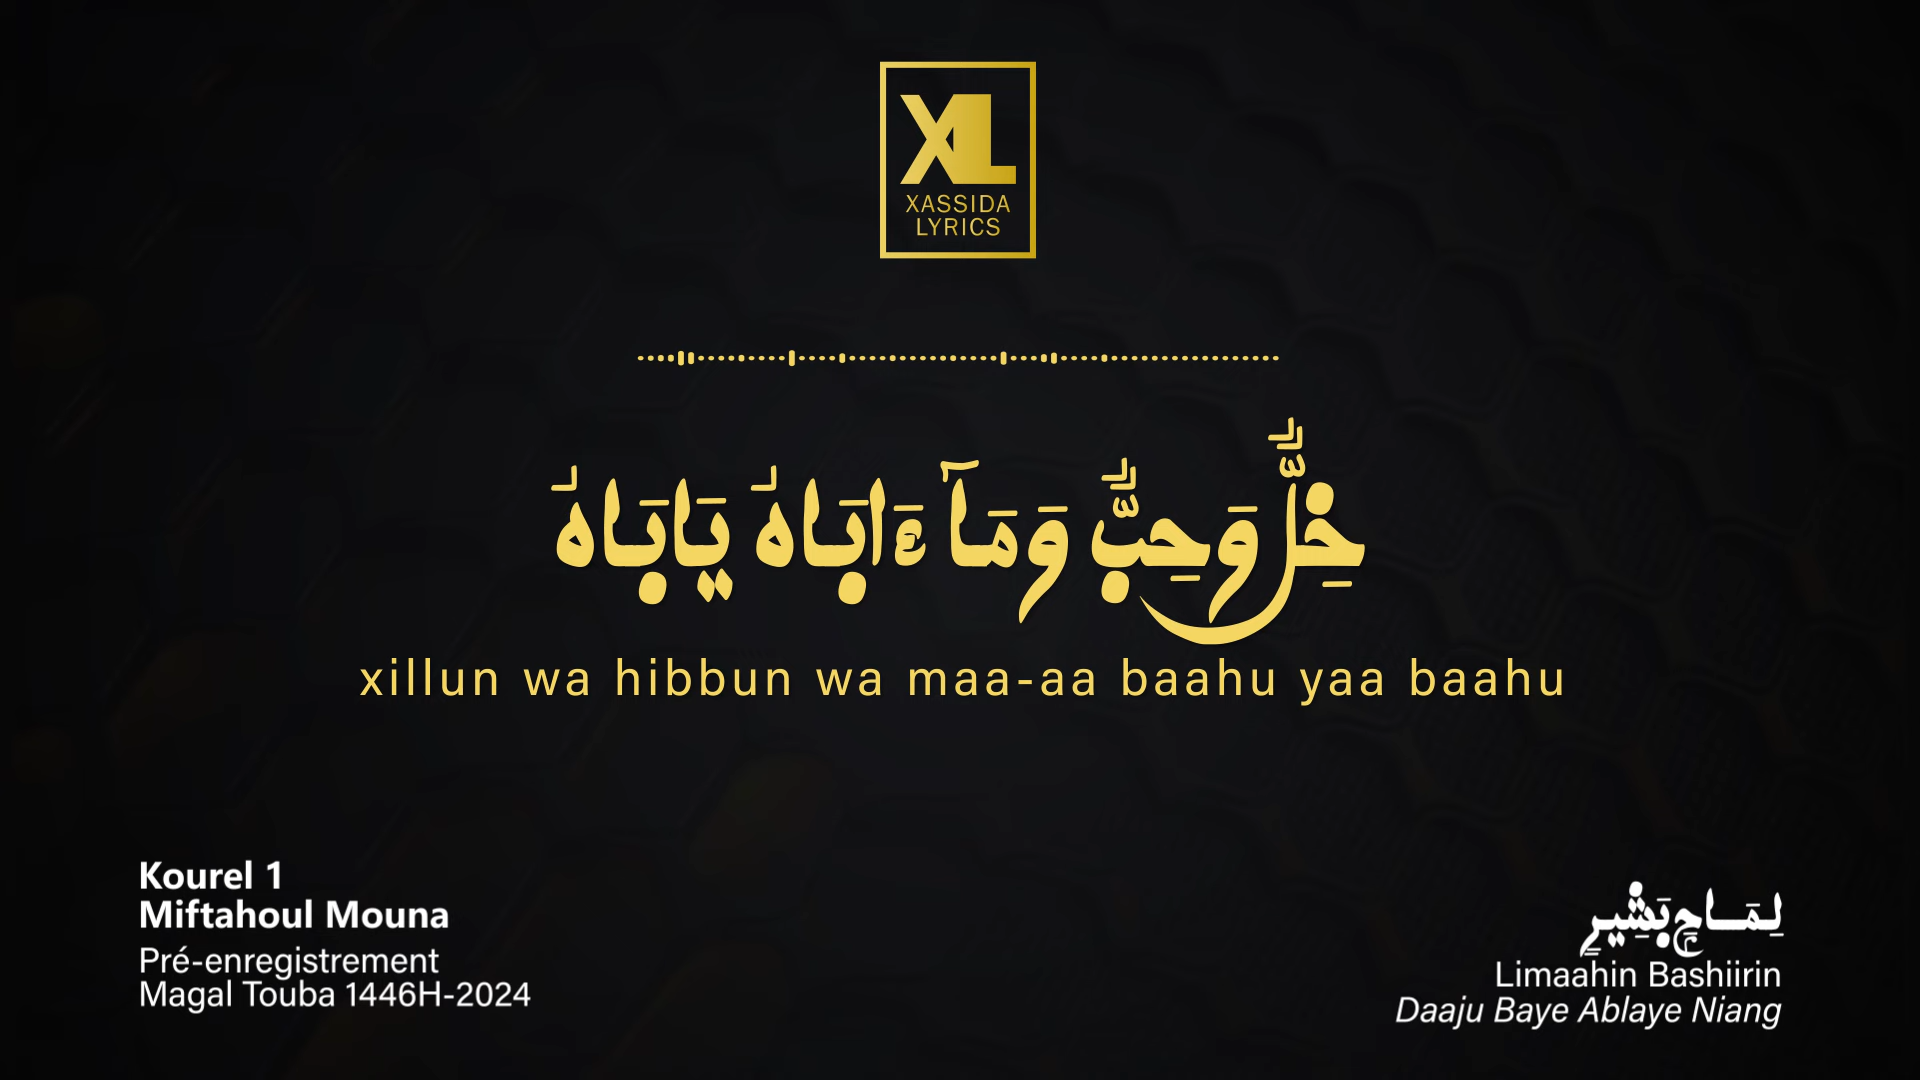 XL
XASSIDA
LYRICS
خِلٌّ وَحِبٌّ وَمَآ ءَابَاهُ يَابَاهُ
xillun wa hibbun wa maa-aa baahu yaa baahu
Kourel 1
Miftahoul Mouna
Pré-enregistrement
Magal Touba 1446H-2024
لِمَاحٍ بَشِيرٍ
Limaahin Bashiirin
Daaju Baye Ablaye Niang